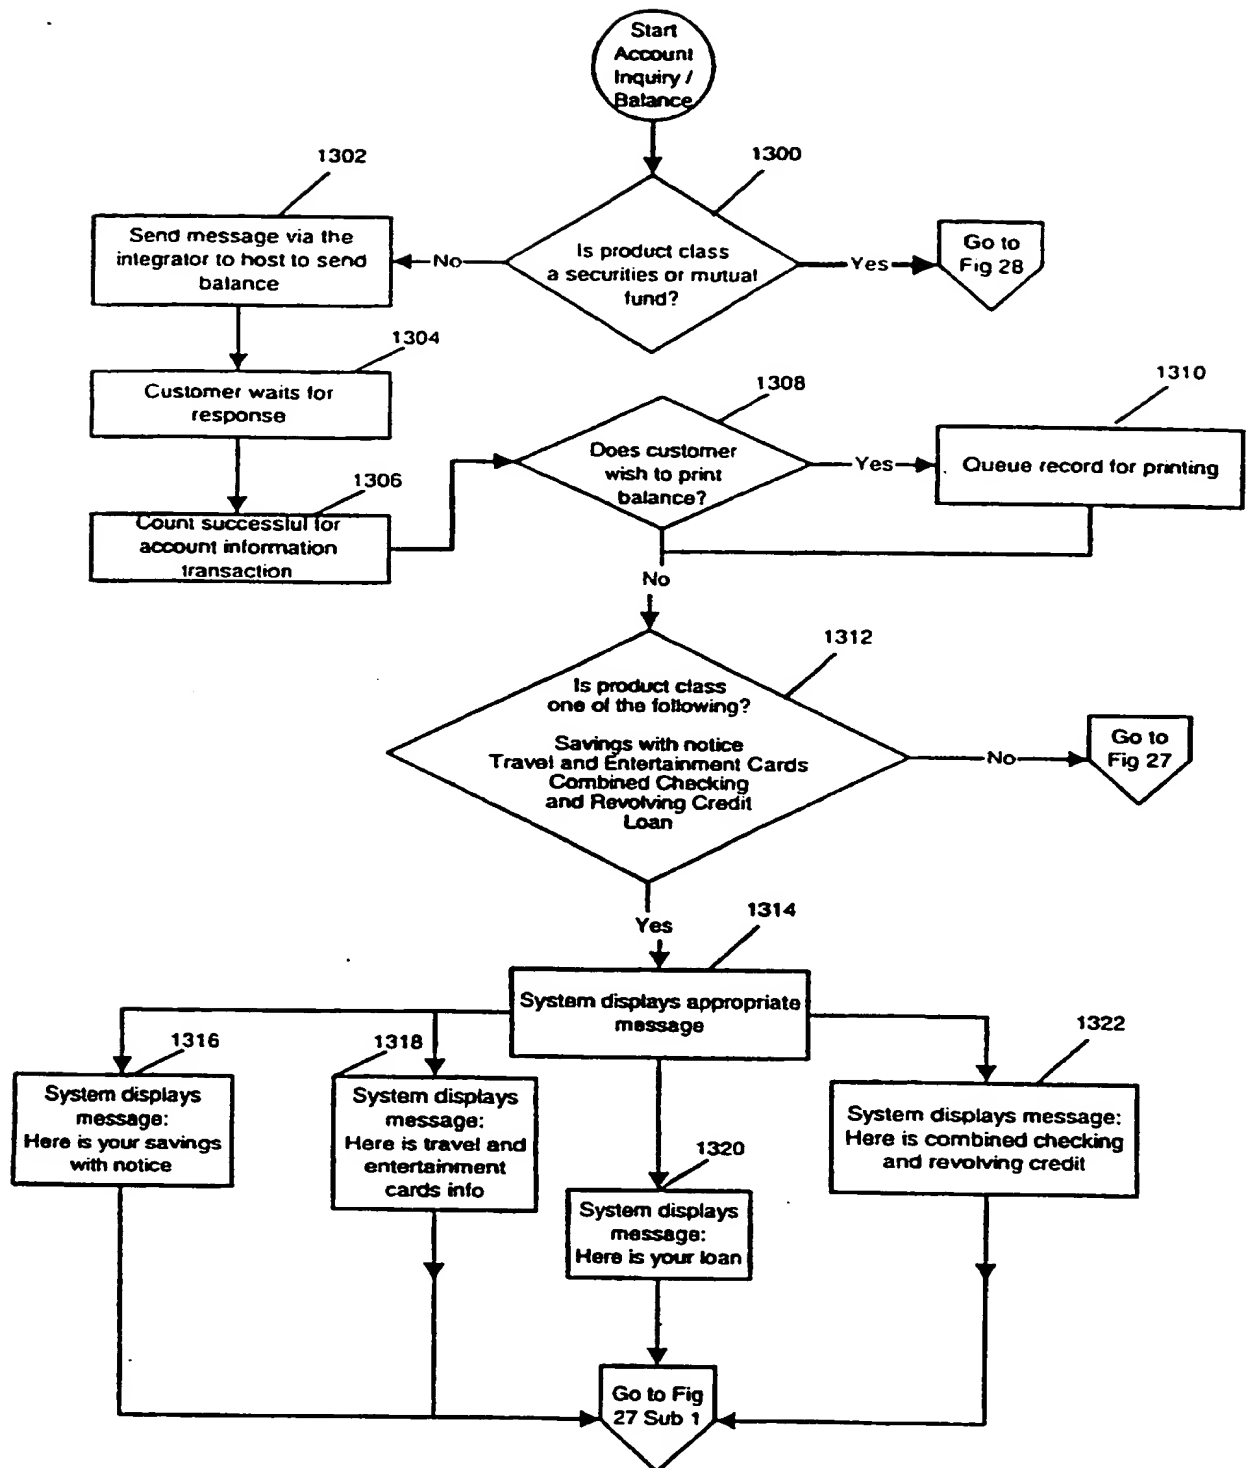 Start
Account
Inquiry /
Balance
1302
1300
Send message via the
integrator to host to send
balance
No
Is product class
a securities or mutual
fund?
Yes
Go to
Fig 28
1304
Customer waits for
response
1308
1310
Does customer
wish to print
balance?
Yes
Queue record for printing
1306
Count successful for
account information
transaction
No
1312
Is product class
one of the following?
Savings with notice
Travel and Entertainment Cards
Combined Checking
and Revolving Credit
Loan
No
Go to
Fig 27
Yes
1314
System displays appropriate
message
1316
1318
1322
System displays
message:
Here is your savings
with notice
System displays
message:
Here is travel and
entertainment
cards info
1320
System displays
message:
Here is your loan
System displays message:
Here is combined checking
and revolving credit
Go to Fig
27 Sub 1